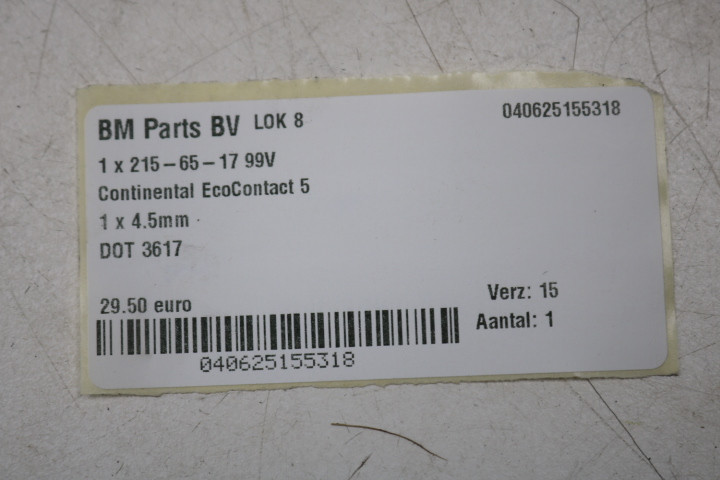 BM Parts BV LOK 8 040625155318
1 x 215-65-17 99V
Continental EcoContact 5
1 x 4.5mm
DOT 3617
29.50 euro
Verz: 15
Aantal: 1
040625155318